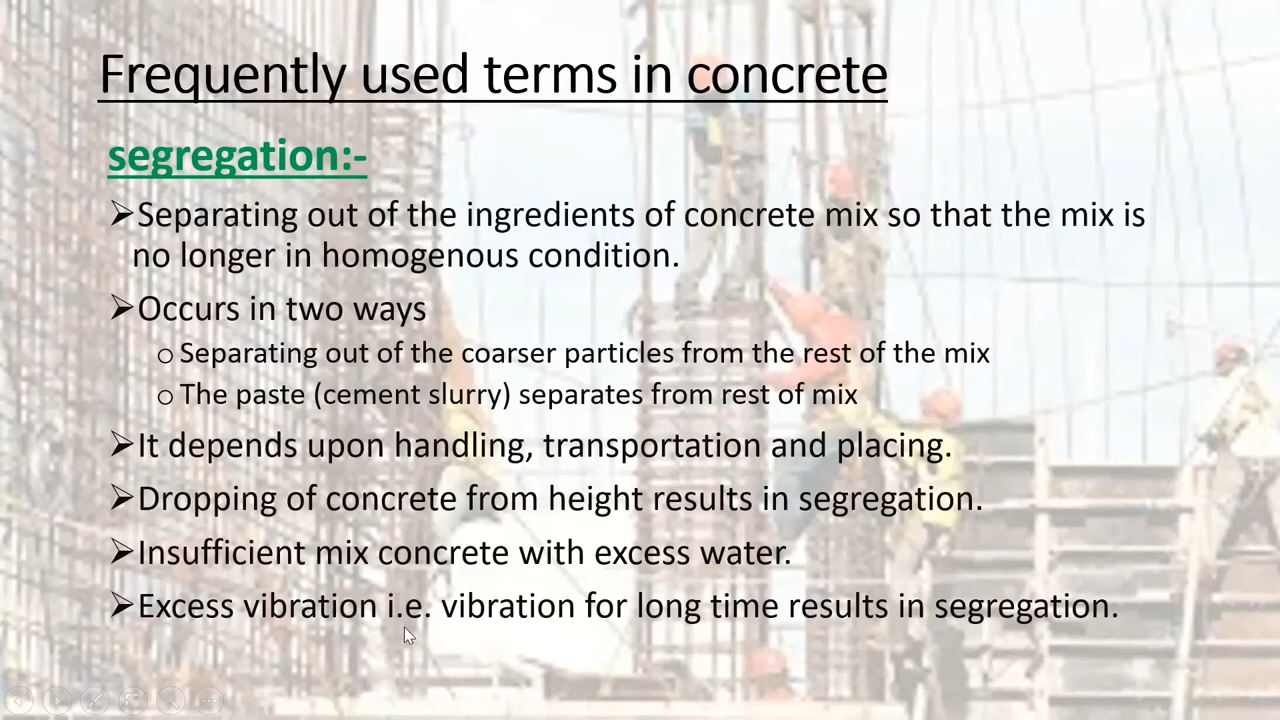 Frequently used terms in concrete
segregation:-
➢Separating out of the ingredients of concrete mix so that the mix is
no longer in homogenous condition.
➢Occurs in two ways
o Separating out of the coarser particles from the rest of the mix
o The paste (cement slurry) separates from rest of mix
➢It depends upon handling, transportation and placing.
➢Dropping of concrete from height results in segregation.
➢Insufficient mix concrete with excess water.
➢Excess vibration i.e. vibration for long time results in segregation.